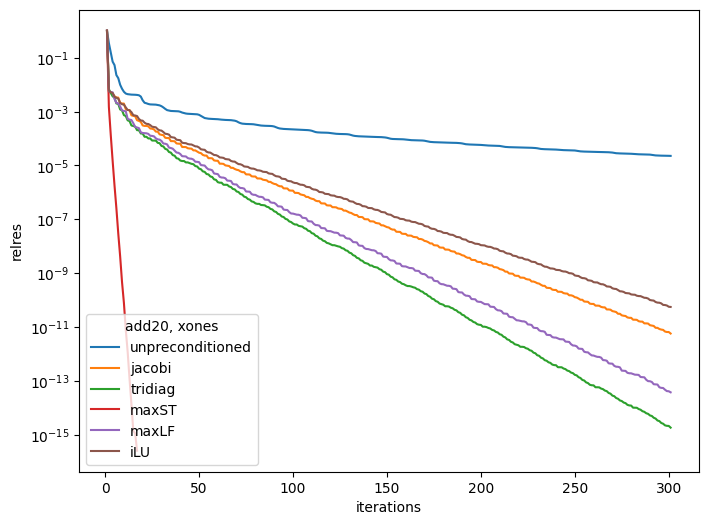 10⁻¹
10⁻³
10⁻⁵
10⁻⁷
10⁻⁹
10⁻¹¹
10⁻¹³
10⁻¹⁵
relres
add20, xones
unpreconditioned
jacobi
tridiag
maxST
maxLF
iLU
0 50 100 150 200 250 300
iterations